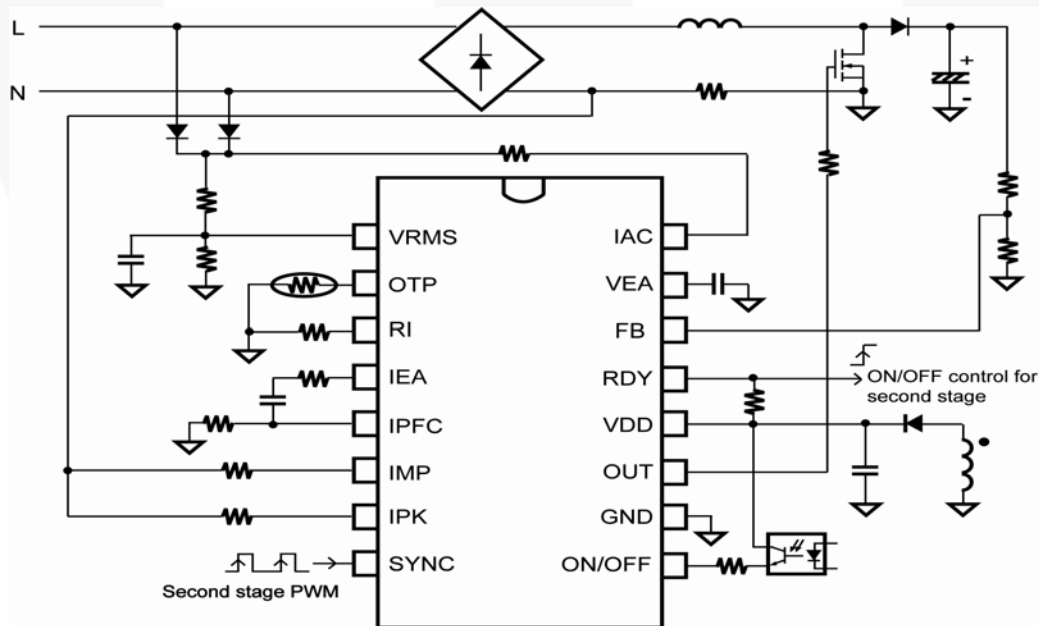 L
N
+
-
VRMS
IAC
OTP
VEA
RI
FB
IEA
RDY
ON/OFF control for
second stage
IPFC
VDD
IMP
OUT
IPK
GND
SYNC
ON/OFF
Second stage PWM